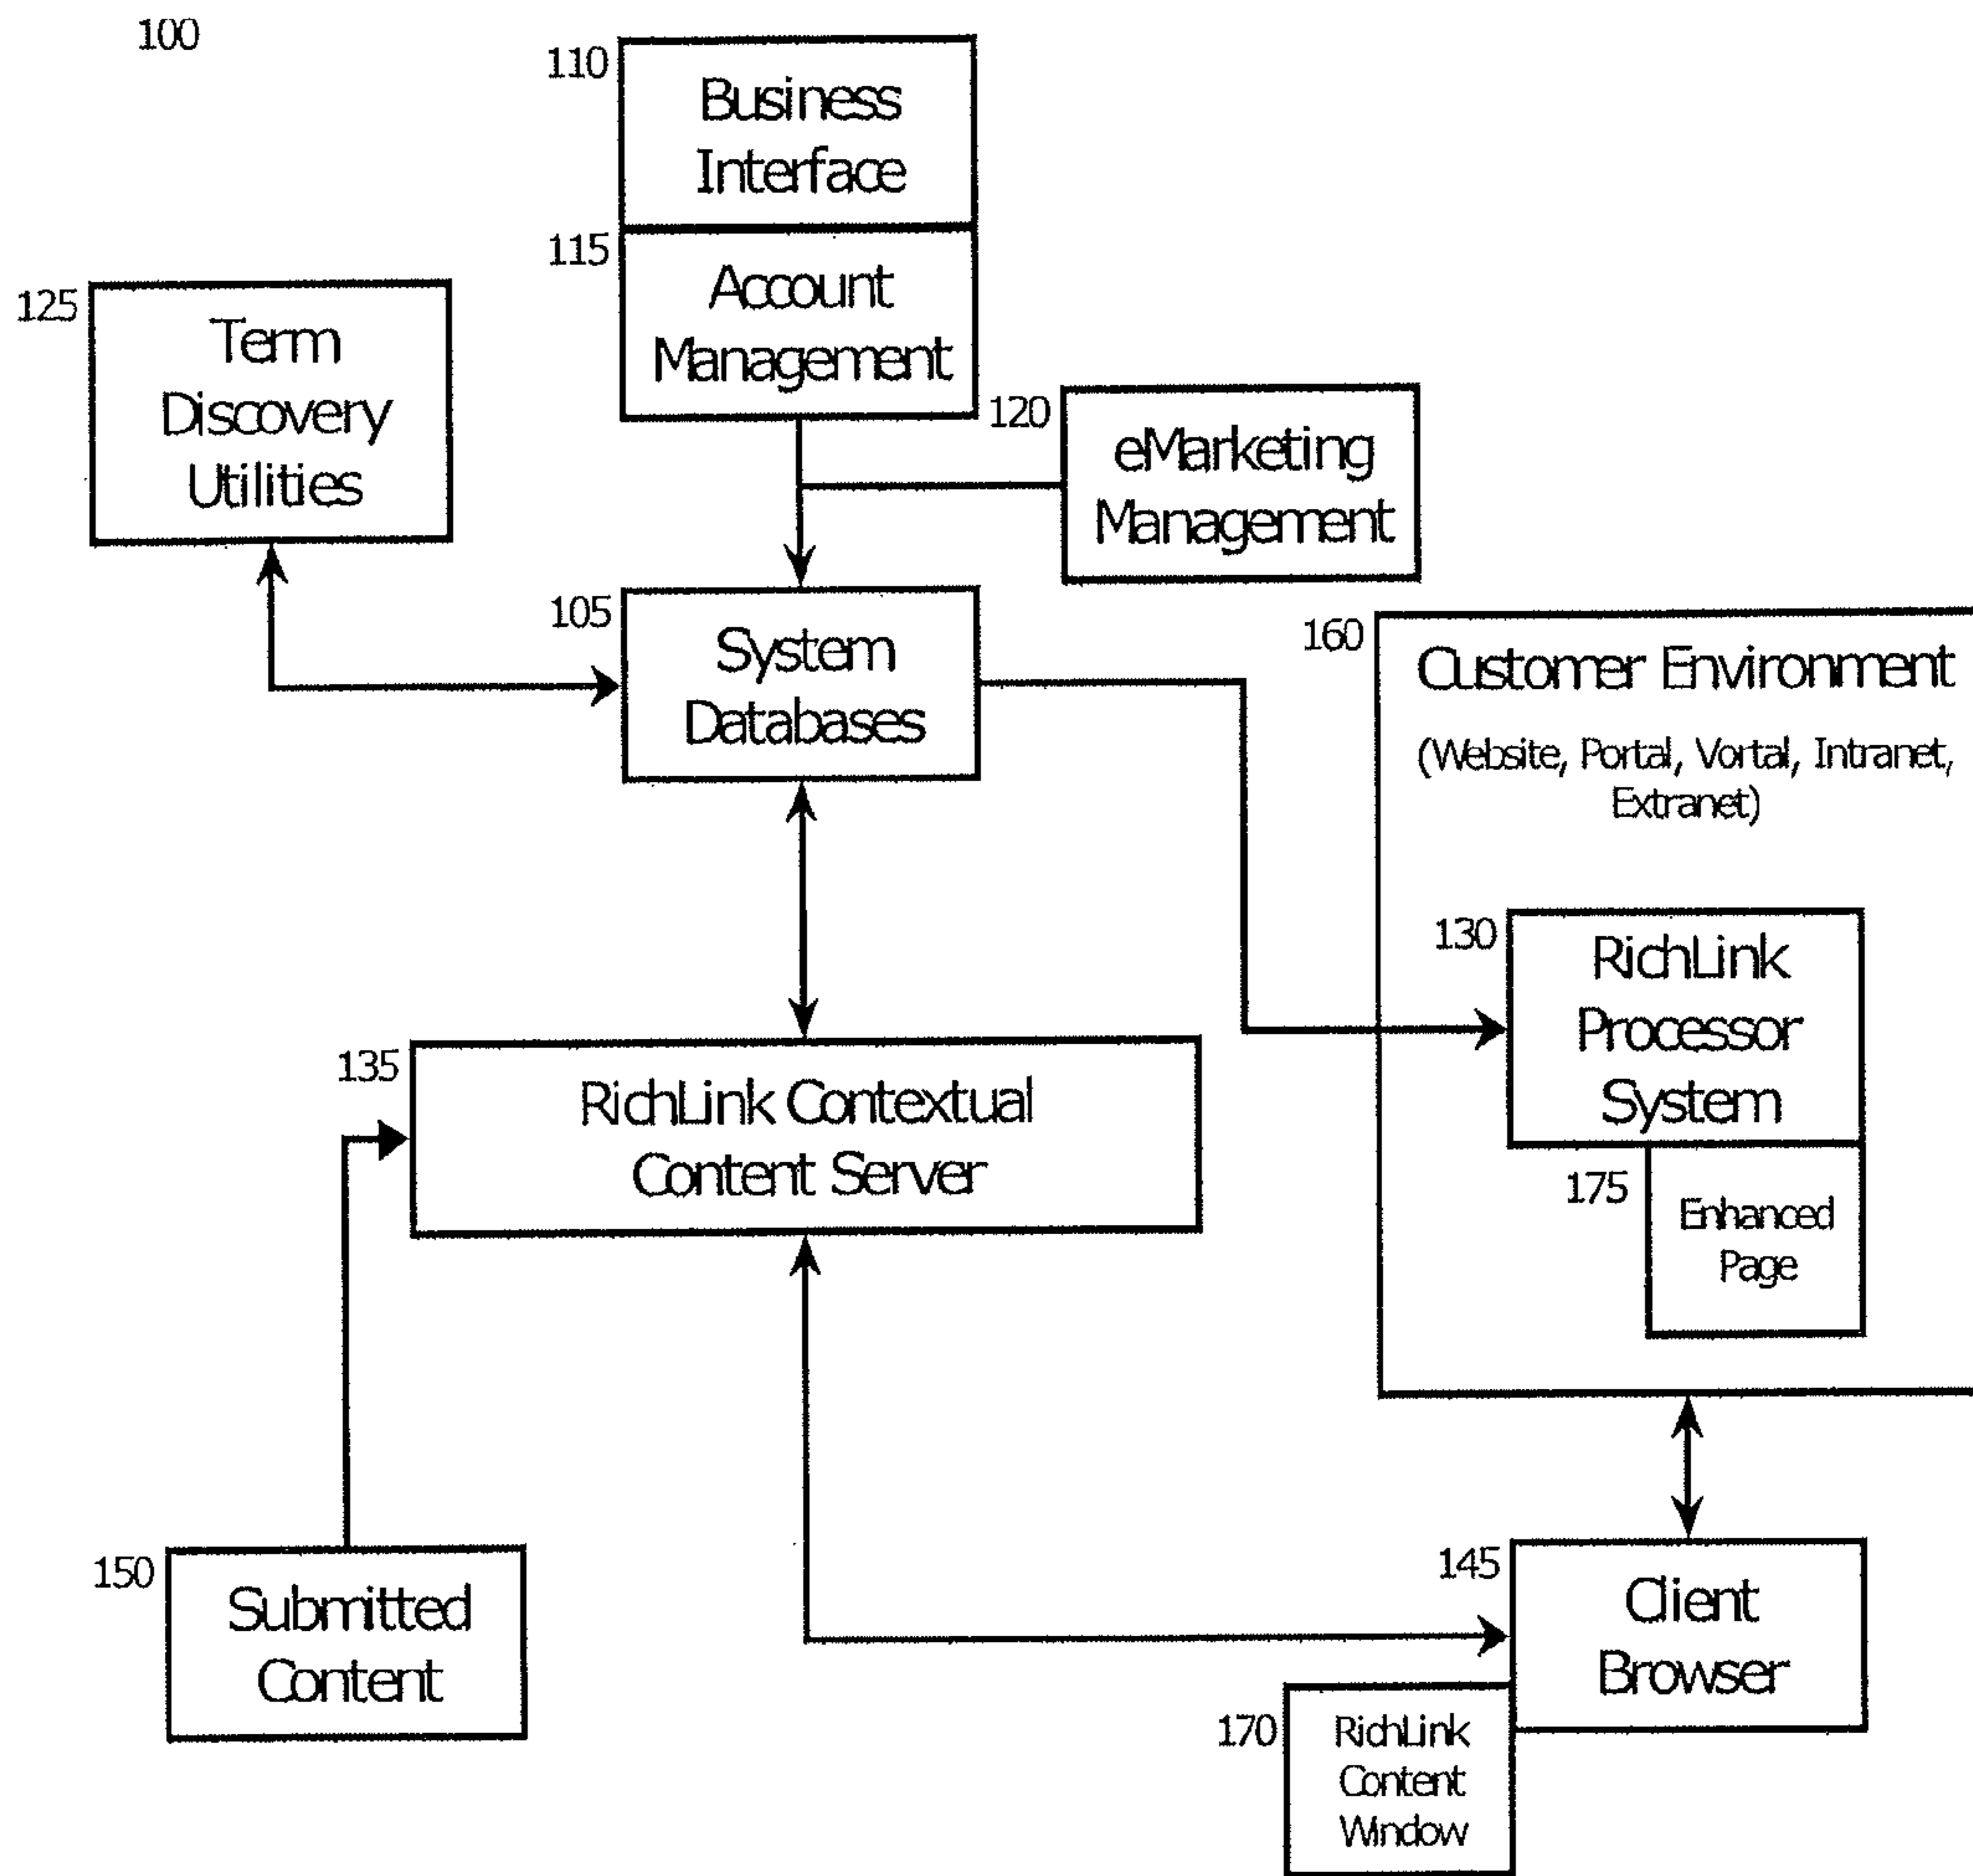 100
110
Business
Interface
115
Account
Management
125
Term
Discovery
Utilities
120
eMarketing
Management
105
System
Databases
160
Customer Environment
(Website, Portal, Vortal, Intranet,
Extranet)
130
RichLink
Processor
System
135
RichLink Contextual
Content Server
175
Enhanced
Page
150
Submitted
Content
145
Client
Browser
170
RichLink
Content
Window